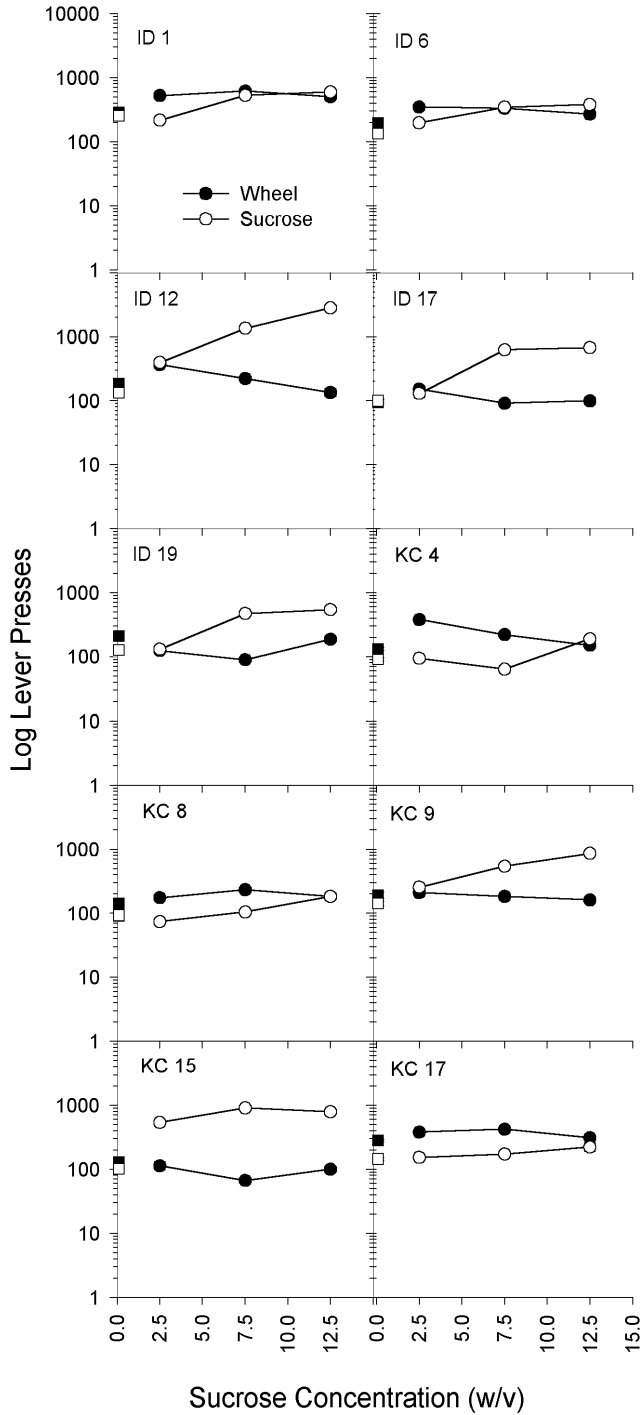 10000
1000
100
10
1
ID 1
ID 6
Wheel
Sucrose
1000
100
10
1
ID 12
ID 17
1000
100
10
1
ID 19
KC 4
1000
100
10
1
KC 8
KC 9
1000
100
10
1
KC 15
KC 17
Log Lever Presses
0.0 2.5 5.0 7.5 10.0 12.5 0.0 2.5 5.0 7.5 10.0 12.5 15.0
Sucrose Concentration (w/v)